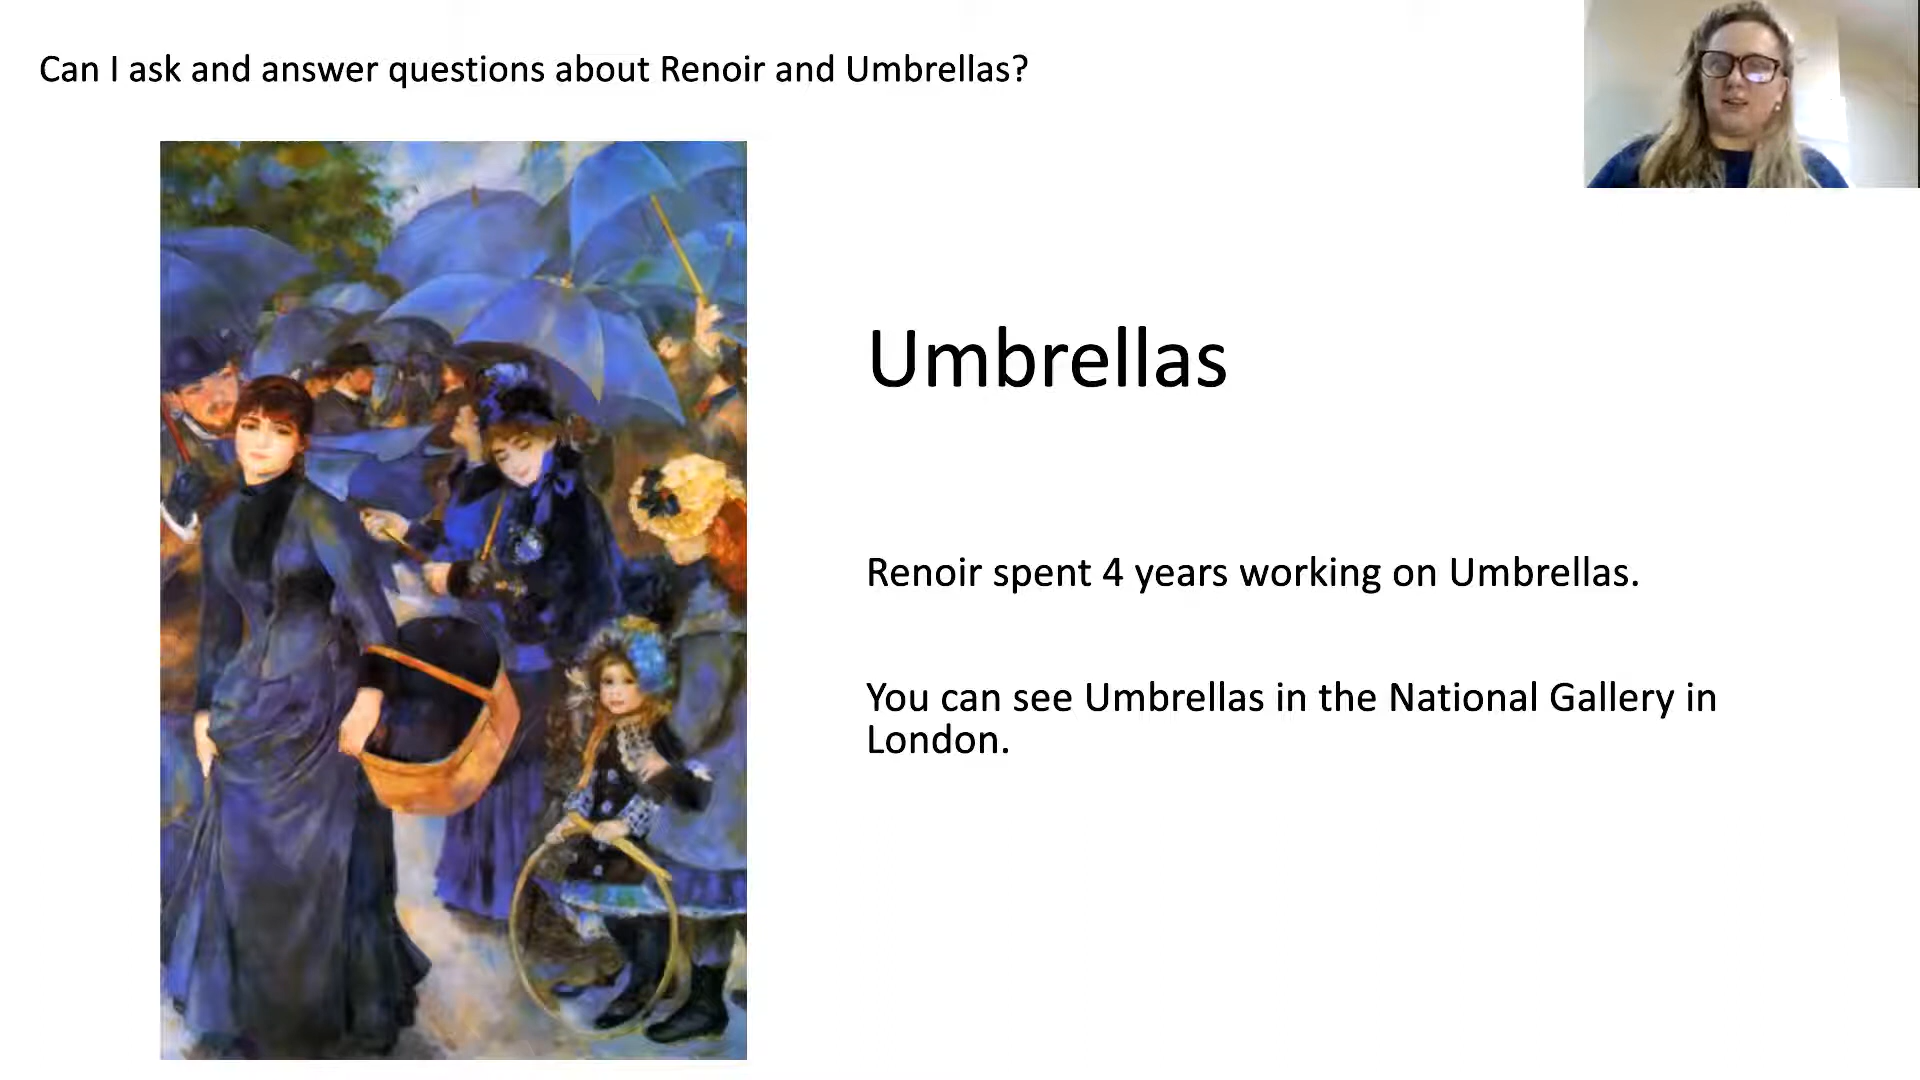 Can I ask and answer questions about Renoir and Umbrellas?
Umbrellas
Renoir spent 4 years working on Umbrellas.
You can see Umbrellas in the National Gallery in
London.